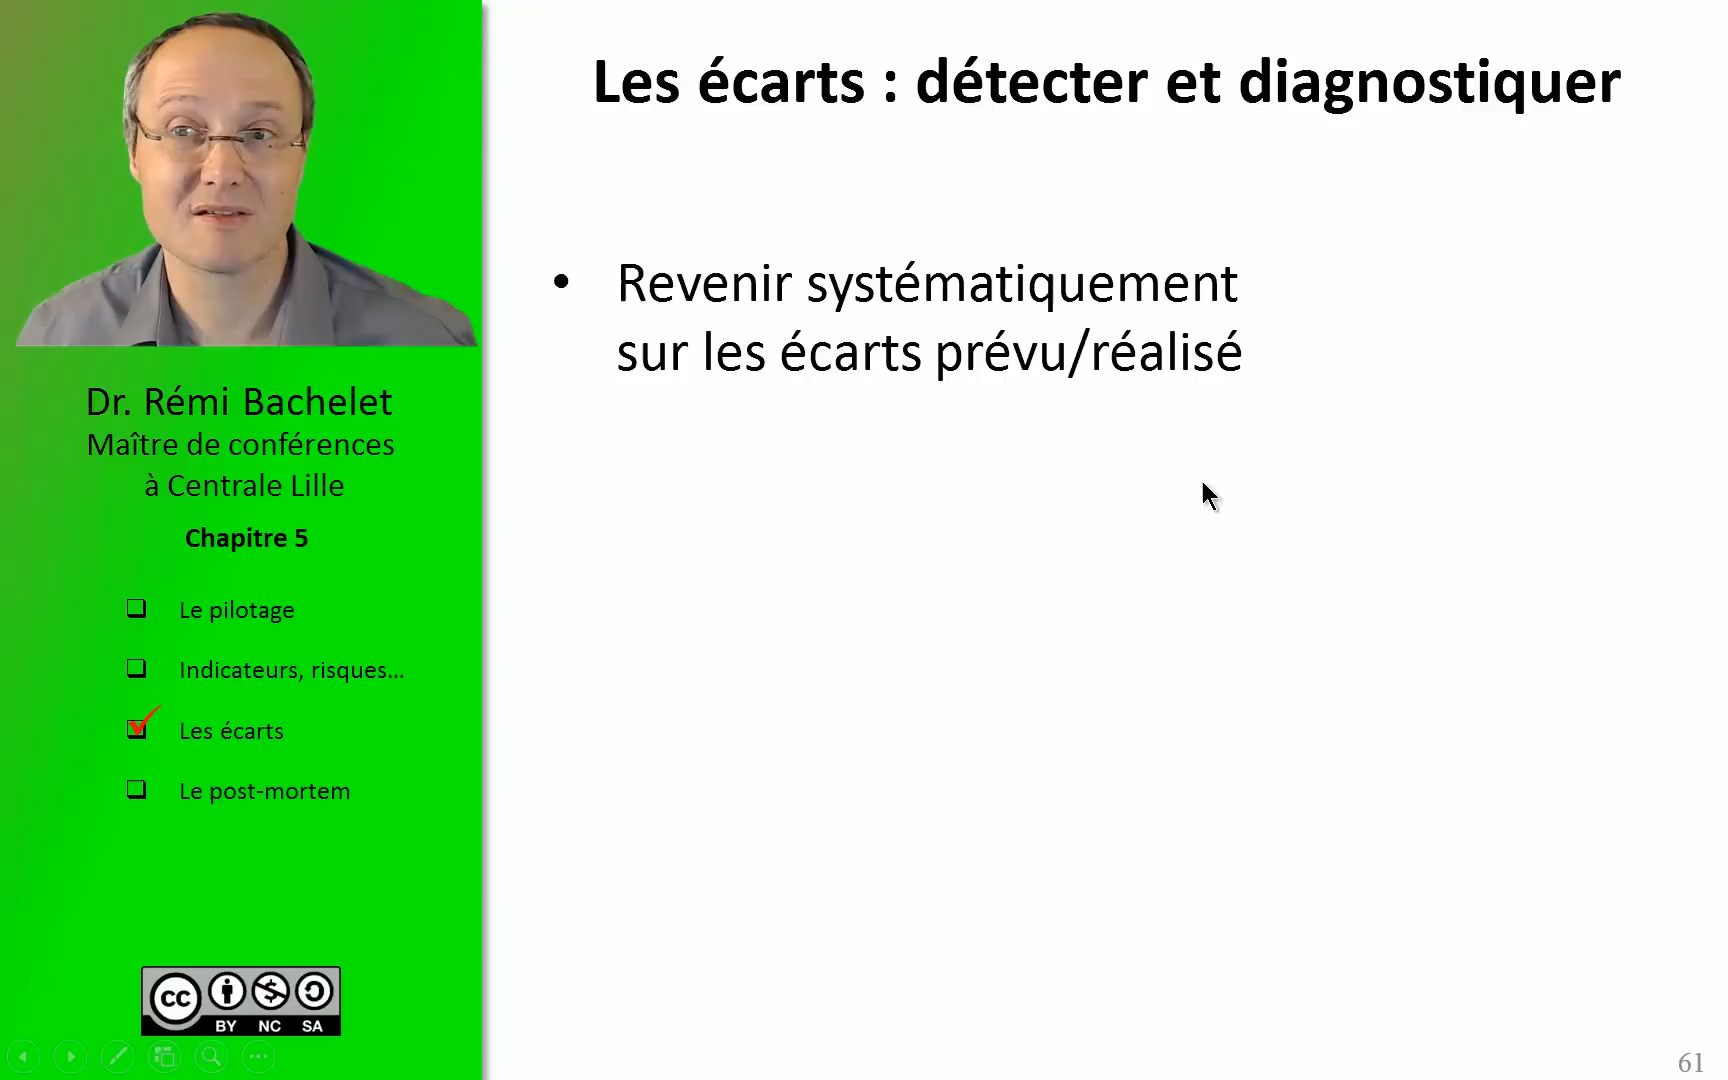 Les écarts : détecter et diagnostiquer
• Revenir systématiquement
sur les écarts prévu/réalisé
Dr. Rémi Bachelet
Maître de conférences
à Centrale Lille
Chapitre 5
Le pilotage
Indicateurs, risques...
Les écarts
Le post-mortem
CC
BY NC SA
61